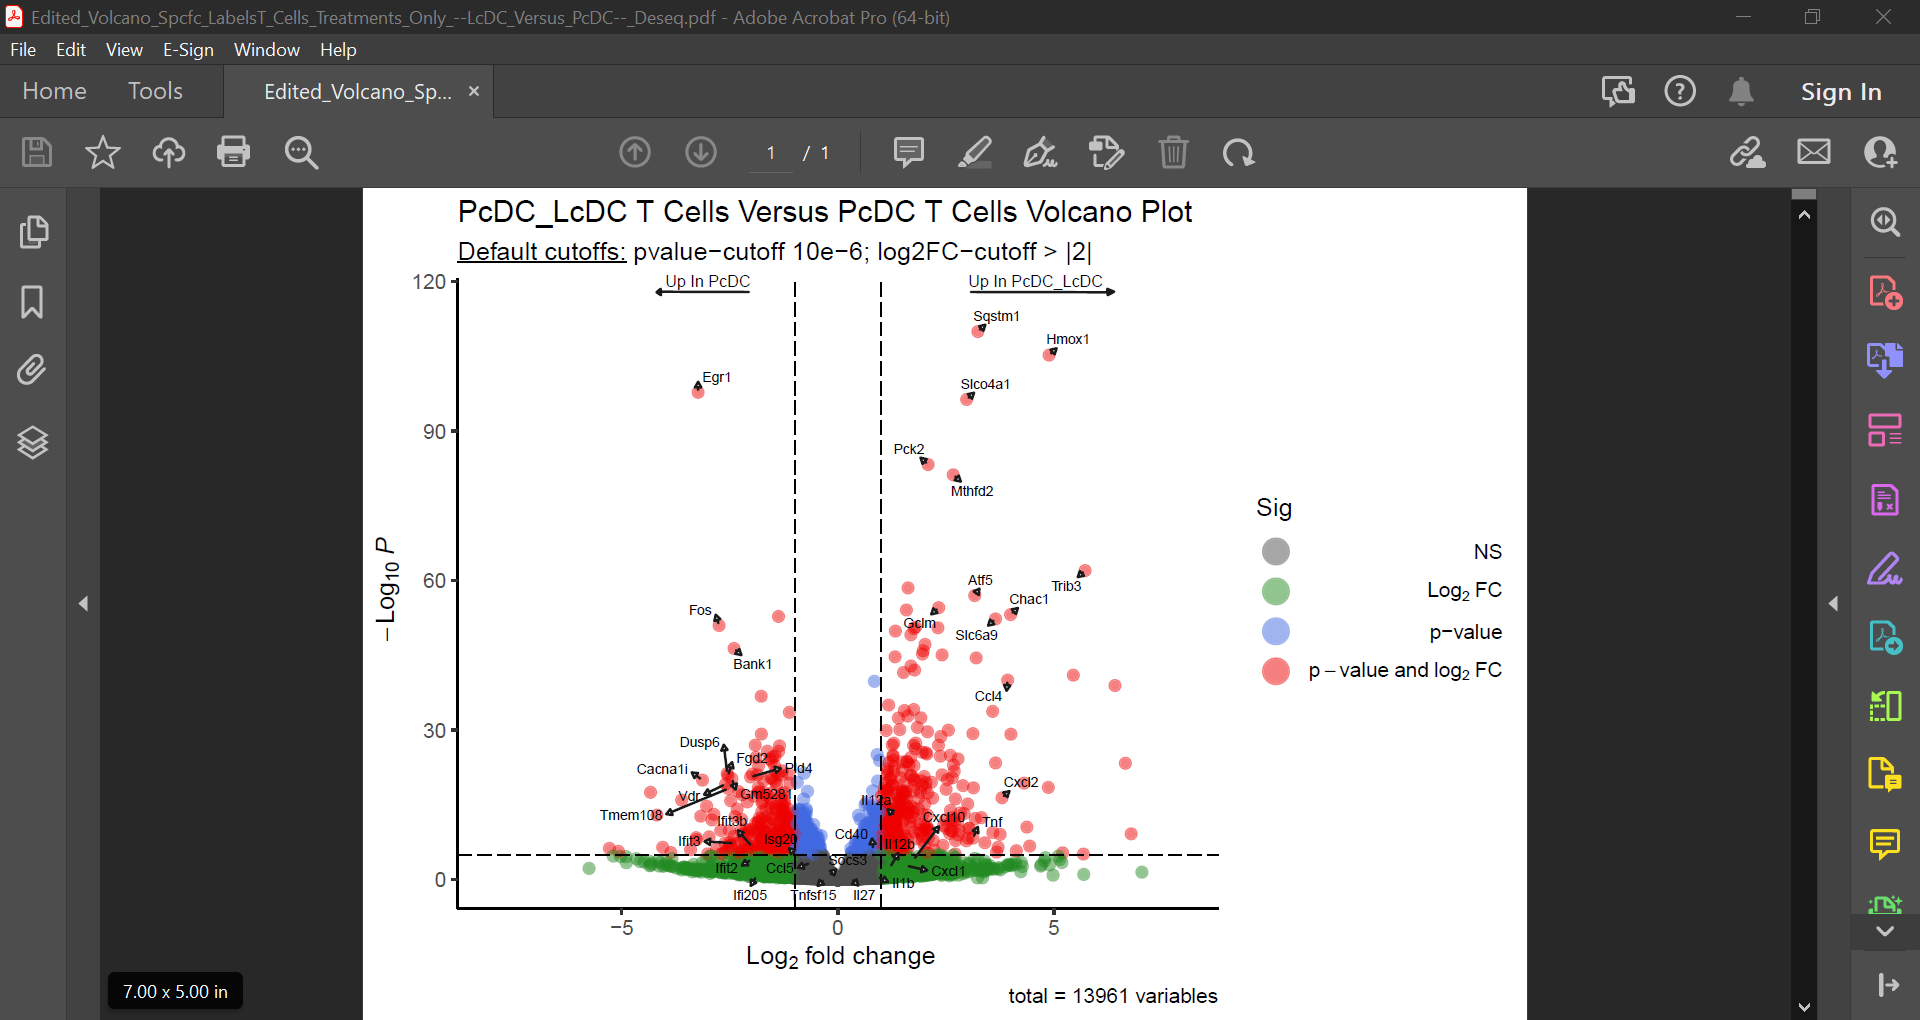 Edited_Volcano_Spcfc_LabelsT_Cells_Treatments_Only_--LcDC_Versus_PcDC--_Deseq.pdf - Adobe Acrobat Pro (64-bit)
File Edit View E-Sign Window Help
Home Tools Edited_Volcano_Sp... × Sign In
1 / 1
PcDC_LcDC T Cells Versus PcDC T Cells Volcano Plot
Default cutoffs: pvalue−cutoff 10e−6; log2FC−cutoff > |2|
120
Up In PcDC
Up In PcDC_LcDC
Sqstm1
Hmox1
Egr1
Slco4a1
90
Pck2
Mthfd2
Sig
NS
Log2 FC
p−value
p – value and log2 FC
−Log10 P
60
Atf5
Trib3
Chac1
Fos
Gclm
Slc6a9
Bank1
Ccl4
30
Dusp6
Fgd2
Cacna1i
Pld4
Cxcl2
Vdr
Gm5281
Il12a
Tmem108
Ifit3b
Cxcl10
Tnf
Ifit3
Isg20
Cd40
Il12b
Socs3
Ifit2
Ccl5
Cxcl1
0
Il1b
Ifi205
Tnfsf15
Il27
−5
0
5
Log2 fold change
total = 13961 variables
7.00 x 5.00 in